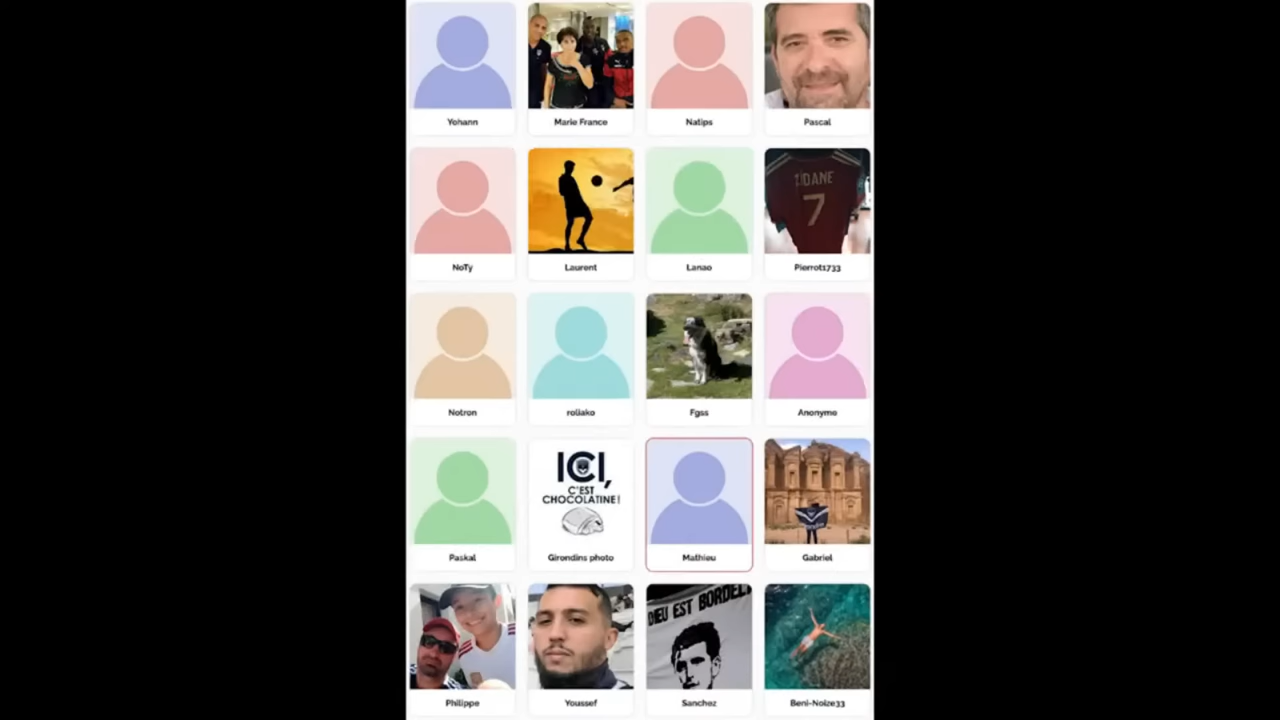 Yohann
Marie France
Natips
Pascal
ZIDANE
7
NoTy
Laurent
Lanao
Pierrot1733
Notron
roliako
Fgss
Anonyme
ICI,
C'EST
CHOCOLATINE!
Paskal
Girondins photo
Mathieu
Gabriel
DIEU EST BORDEL
Philippe
Youssef
Sanchez
Beni-Noize33